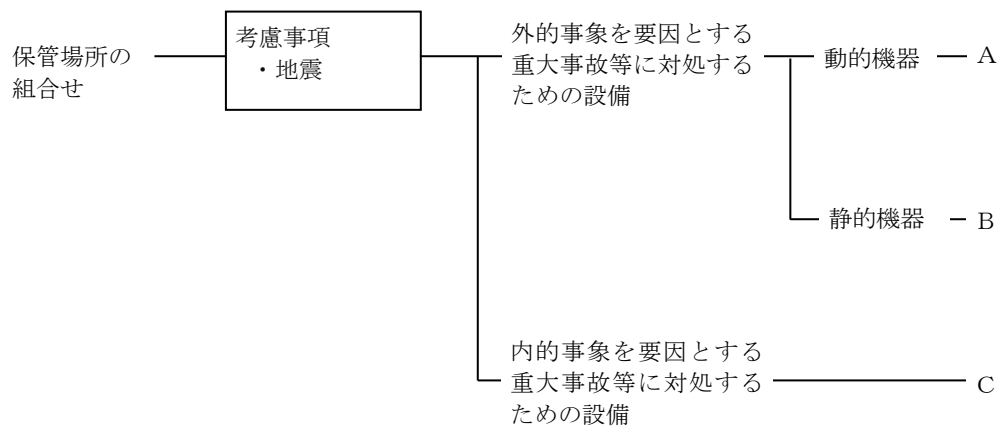 保管場所の
組合せ
考慮事項
・地震
外的事象を要因とする
重大事故等に対処する
ための設備
動的機器
A
静的機器
B
内的事象を要因とする
重大事故等に対処する
ための設備
C